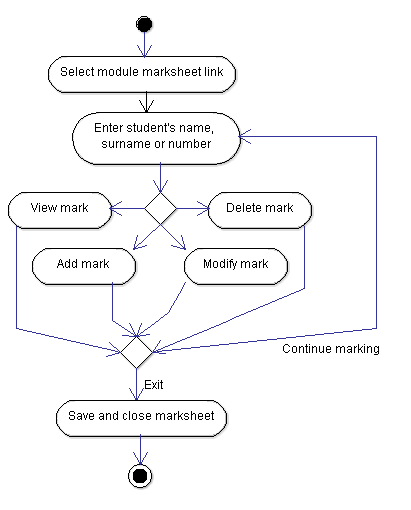 Select module marksheet link
Enter student's name,
surname or number
View mark
Delete mark
Add mark
Modify mark
Continue marking
Exit
Save and close marksheet